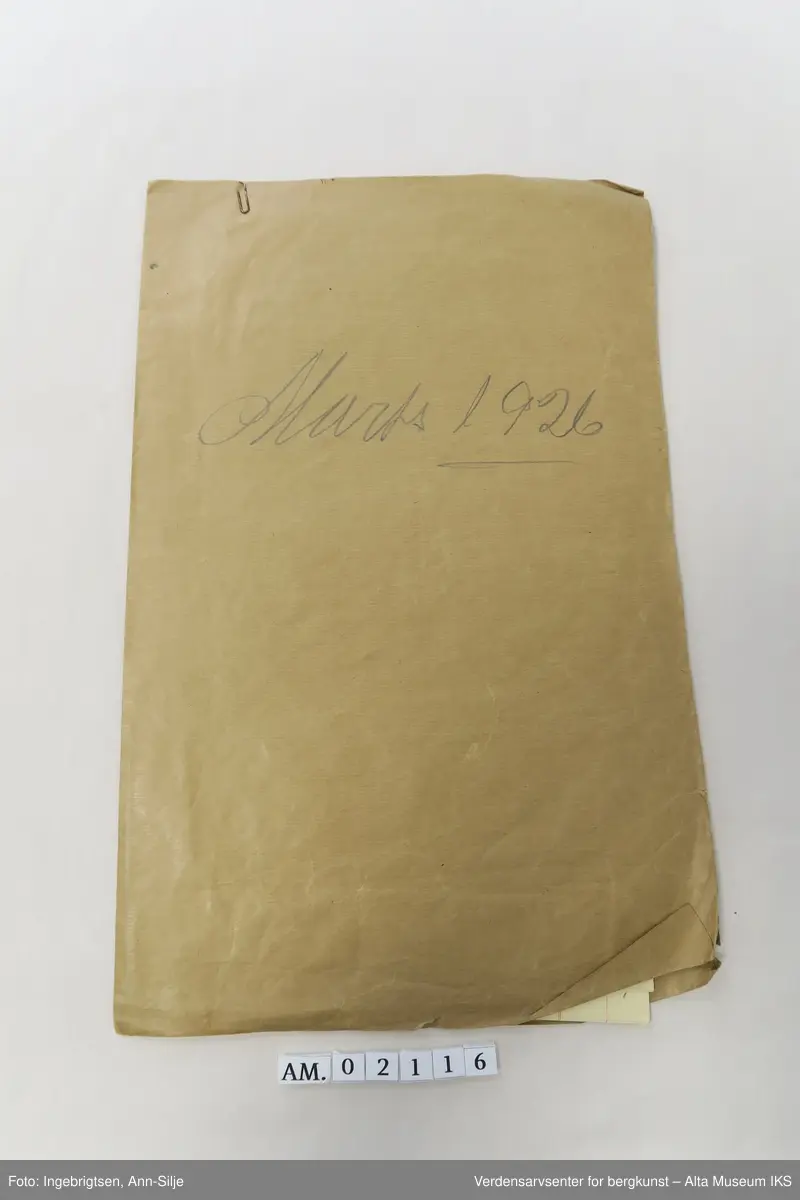 Marts 1926
AM. 0 2 1 1 6
Foto: Ingebrigtsen, Ann-Silje
Verdensarvsenter for bergkunst – Alta Museum IKS